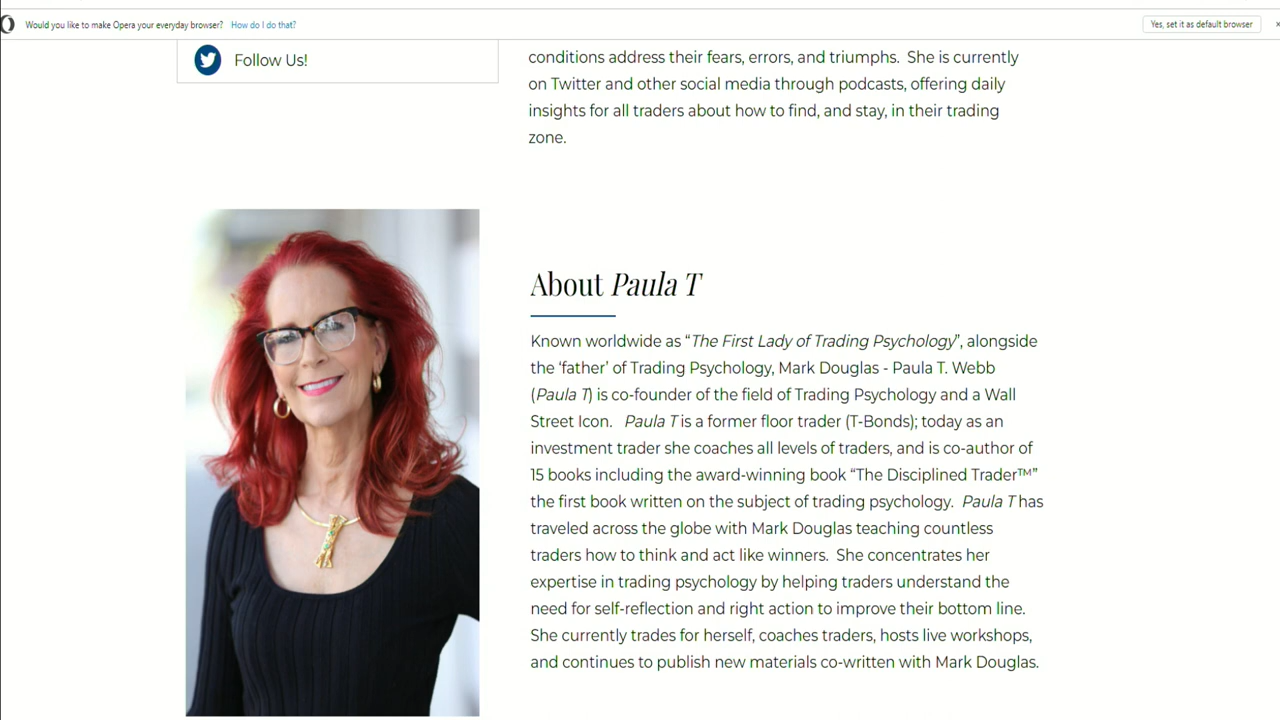 Would you like to make Opera your everyday browser? How do I do that? Yes, set it as default browser
Follow Us!
conditions address their fears, errors, and triumphs. She is currently
on Twitter and other social media through podcasts, offering daily
insights for all traders about how to find, and stay, in their trading
zone.
About Paula T
Known worldwide as “The First Lady of Trading Psychology”, alongside
the ‘father’ of Trading Psychology, Mark Douglas - Paula T. Webb
(Paula T) is co-founder of the field of Trading Psychology and a Wall
Street Icon. Paula T is a former floor trader (T-Bonds); today as an
investment trader she coaches all levels of traders, and is co-author of
15 books including the award-winning book “The Disciplined Trader™”
the first book written on the subject of trading psychology. Paula T has
traveled across the globe with Mark Douglas teaching countless
traders how to think and act like winners. She concentrates her
expertise in trading psychology by helping traders understand the
need for self-reflection and right action to improve their bottom line.
She currently trades for herself, coaches traders, hosts live workshops,
and continues to publish new materials co-written with Mark Douglas.